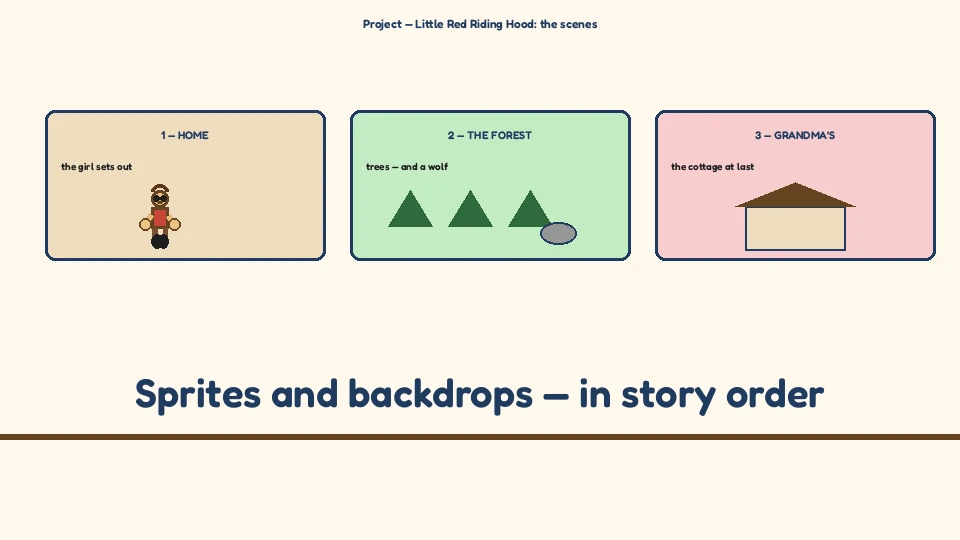 Project – Little Red Riding Hood: the scenes
1 – HOME
the girl sets out
2 – THE FOREST
trees – and a wolf
3 – GRANDMA'S
the cottage at last
Sprites and backdrops – in story order